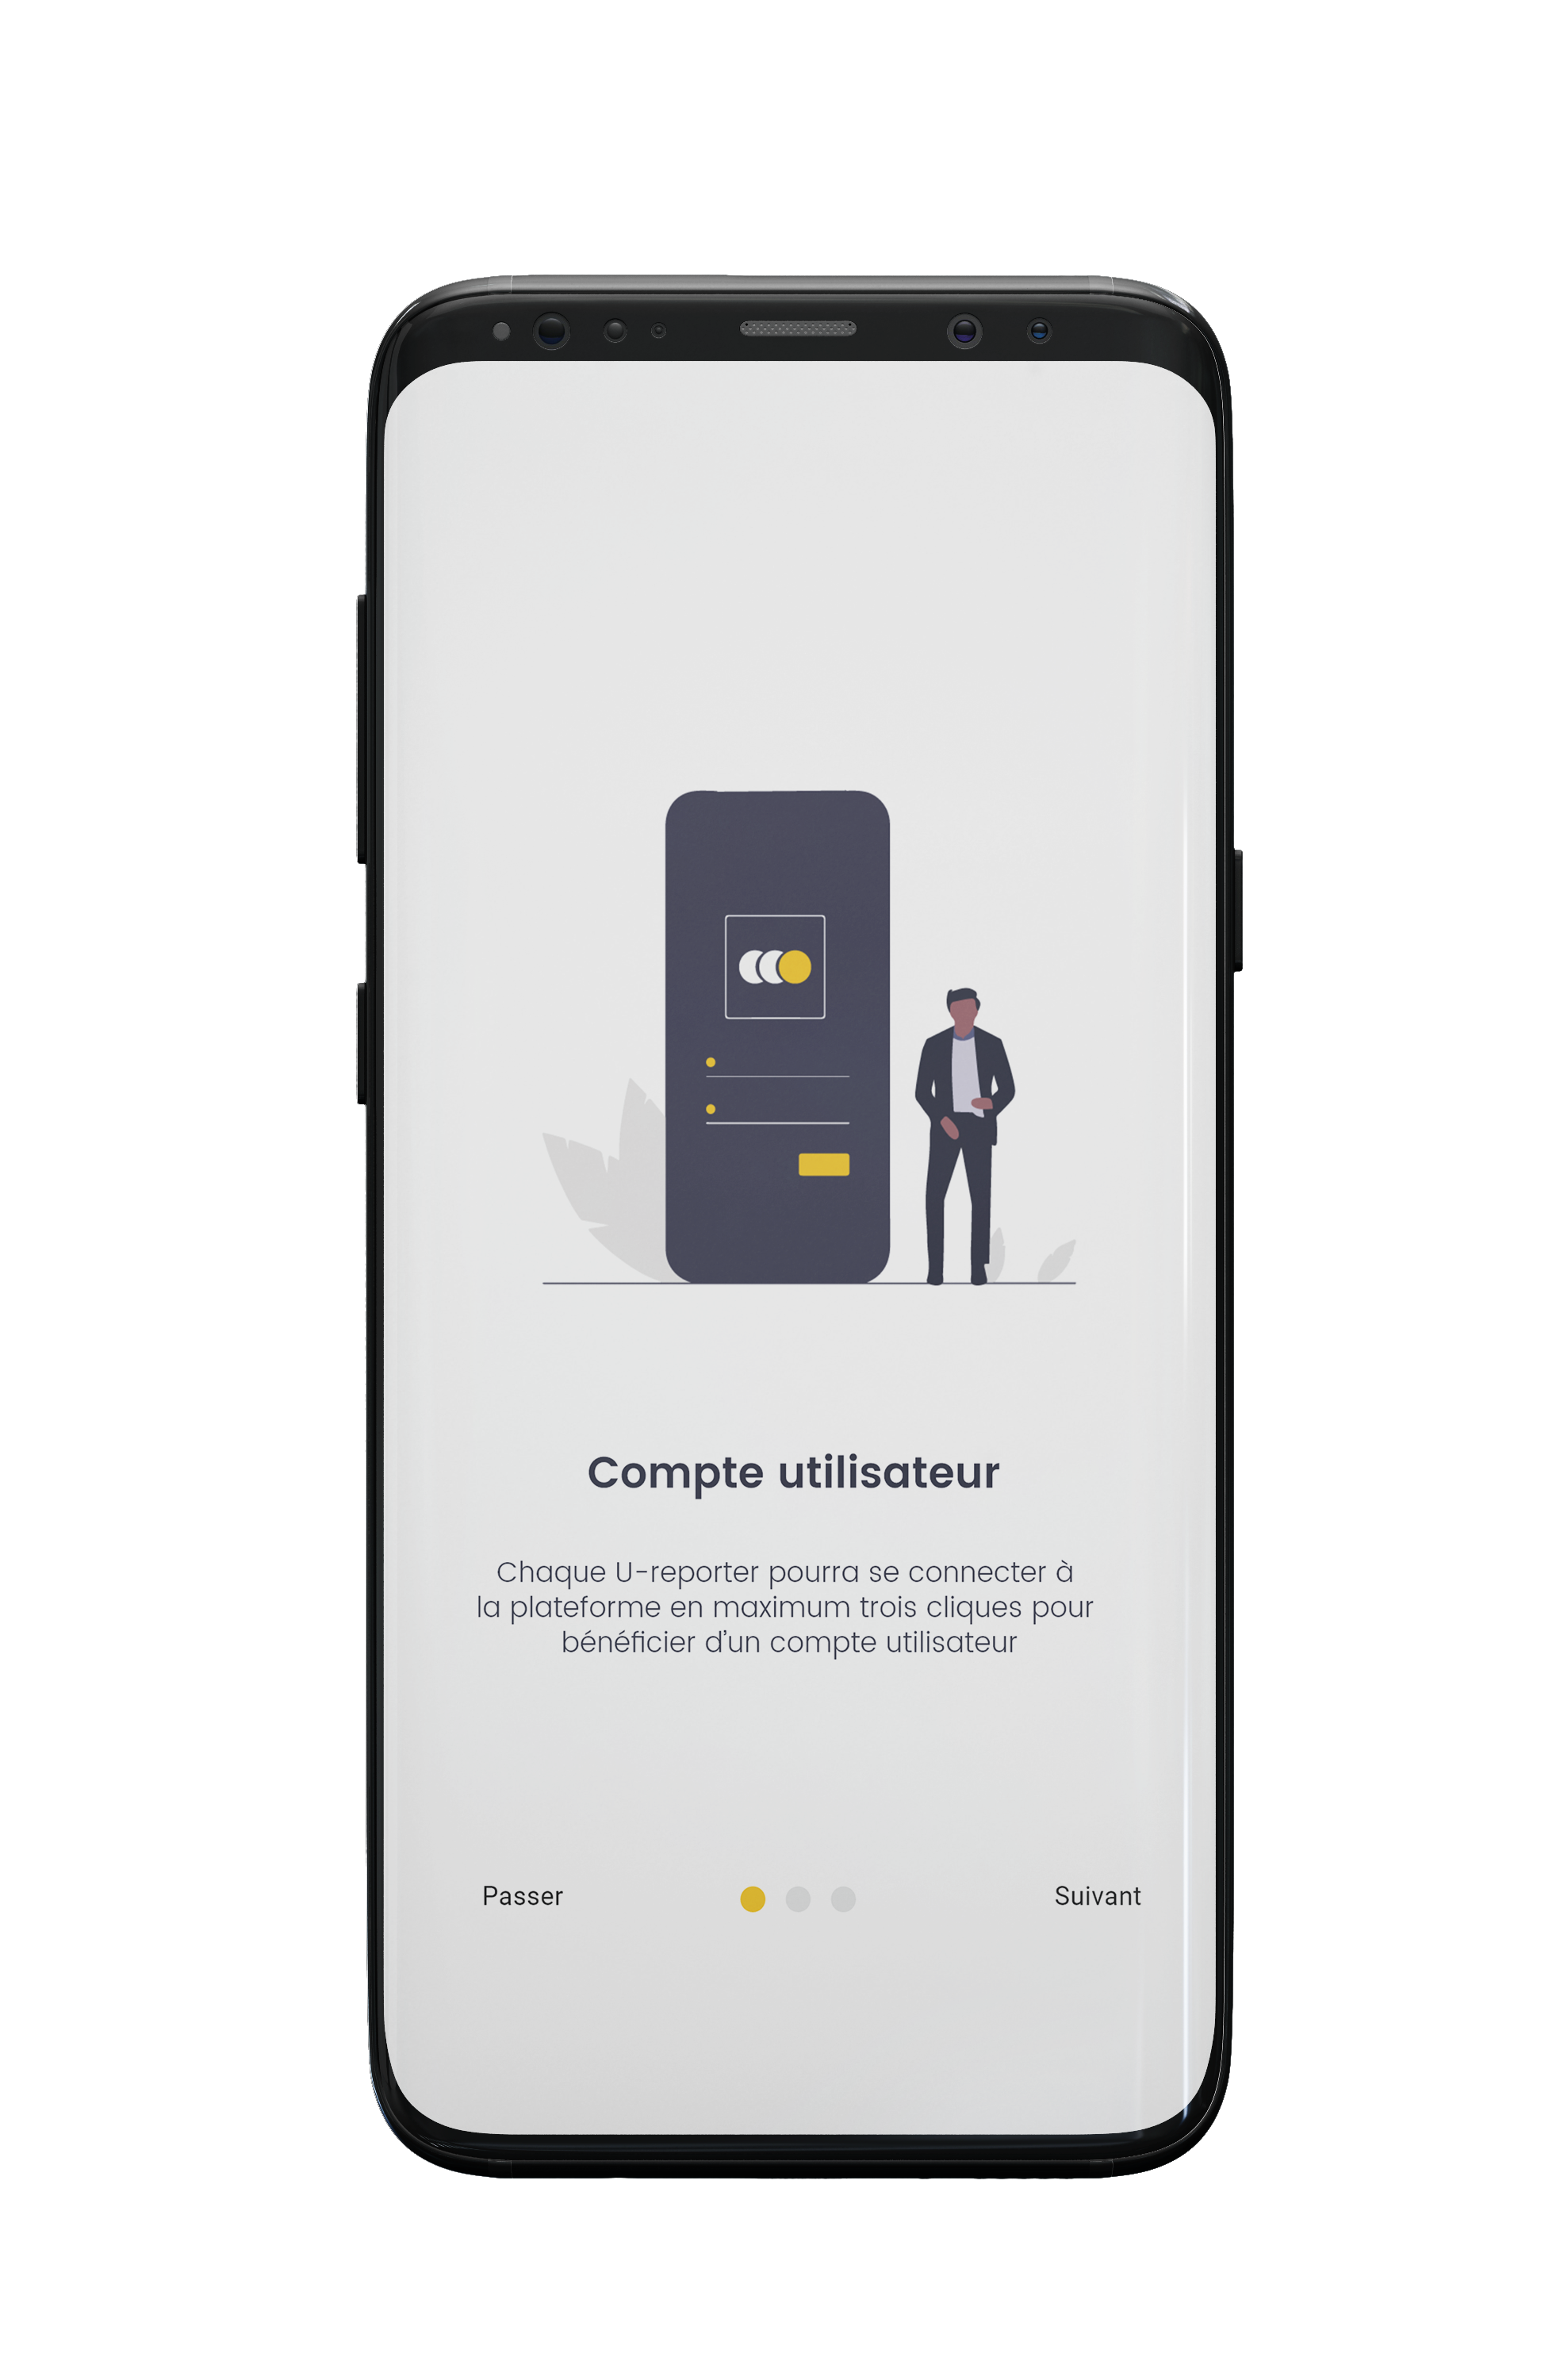 Compte utilisateur
Chaque U-reporter pourra se connecter à
la plateforme en maximum trois cliques pour
bénéficier d’un compte utilisateur
Passer
Suivant